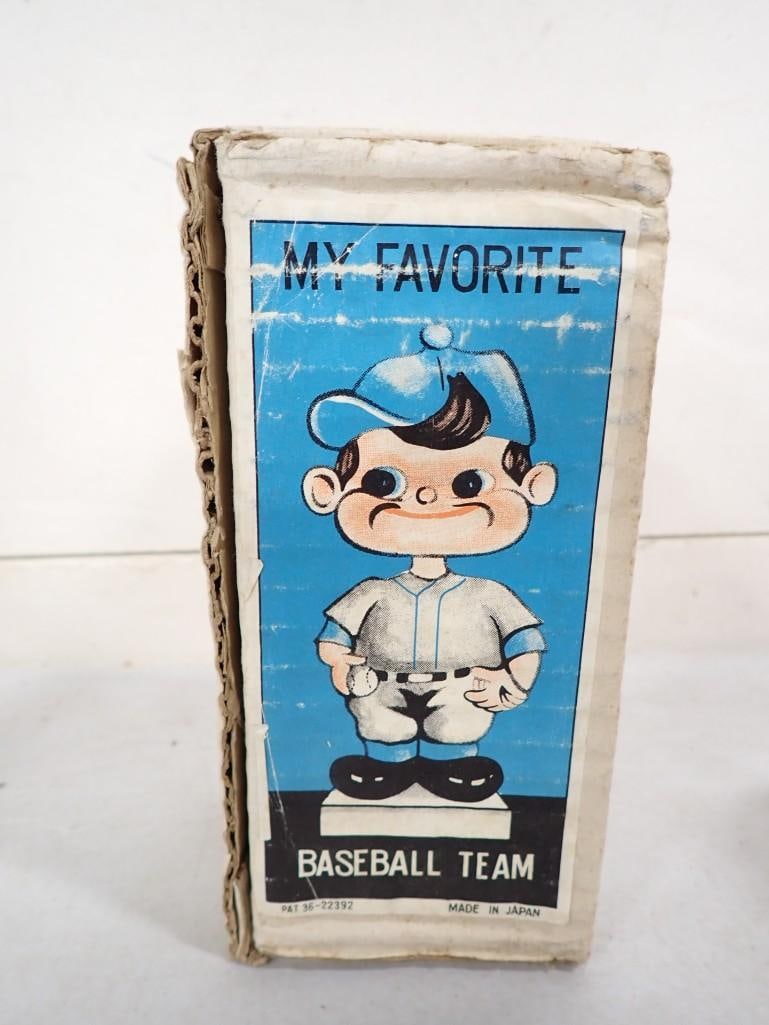 MY FAVORITE
BASEBALL TEAM
PAT 36-22392 MADE IN JAPAN